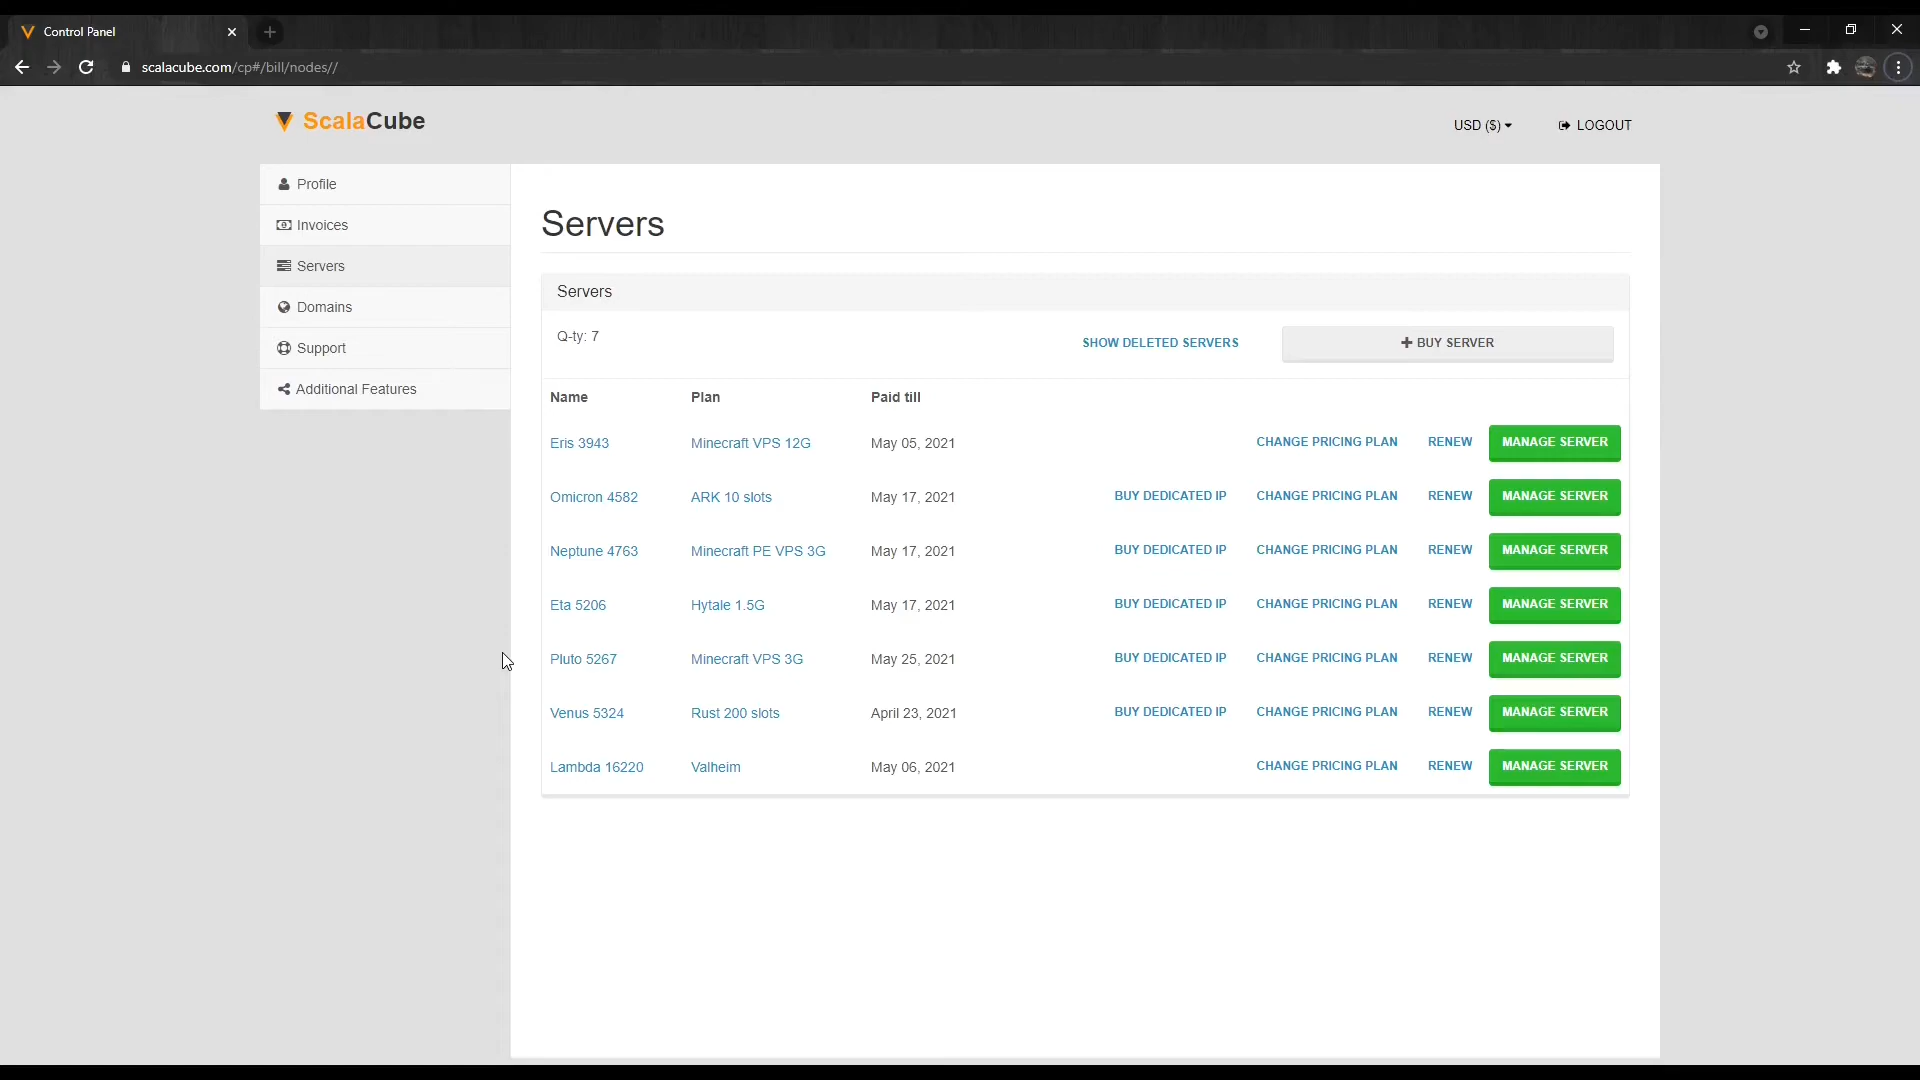 Control Panel
scalacube.com/cp#/bill/nodes//
ScalaCube
USD ($)
LOGOUT
Profile
Invoices
Servers
Domains
Support
Additional Features
Servers
Servers
Q-ty: 7
SHOW DELETED SERVERS
BUY SERVER
Name Plan Paid till
Eris 3943 Minecraft VPS 12G May 05, 2021 CHANGE PRICING PLAN RENEW MANAGE SERVER
Omicron 4582 ARK 10 slots May 17, 2021 BUY DEDICATED IP CHANGE PRICING PLAN RENEW MANAGE SERVER
Neptune 4763 Minecraft PE VPS 3G May 17, 2021 BUY DEDICATED IP CHANGE PRICING PLAN RENEW MANAGE SERVER
Eta 5206 Hytale 1.5G May 17, 2021 BUY DEDICATED IP CHANGE PRICING PLAN RENEW MANAGE SERVER
Pluto 5267 Minecraft VPS 3G May 25, 2021 BUY DEDICATED IP CHANGE PRICING PLAN RENEW MANAGE SERVER
Venus 5324 Rust 200 slots April 23, 2021 BUY DEDICATED IP CHANGE PRICING PLAN RENEW MANAGE SERVER
Lambda 16220 Valheim May 06, 2021 CHANGE PRICING PLAN RENEW MANAGE SERVER